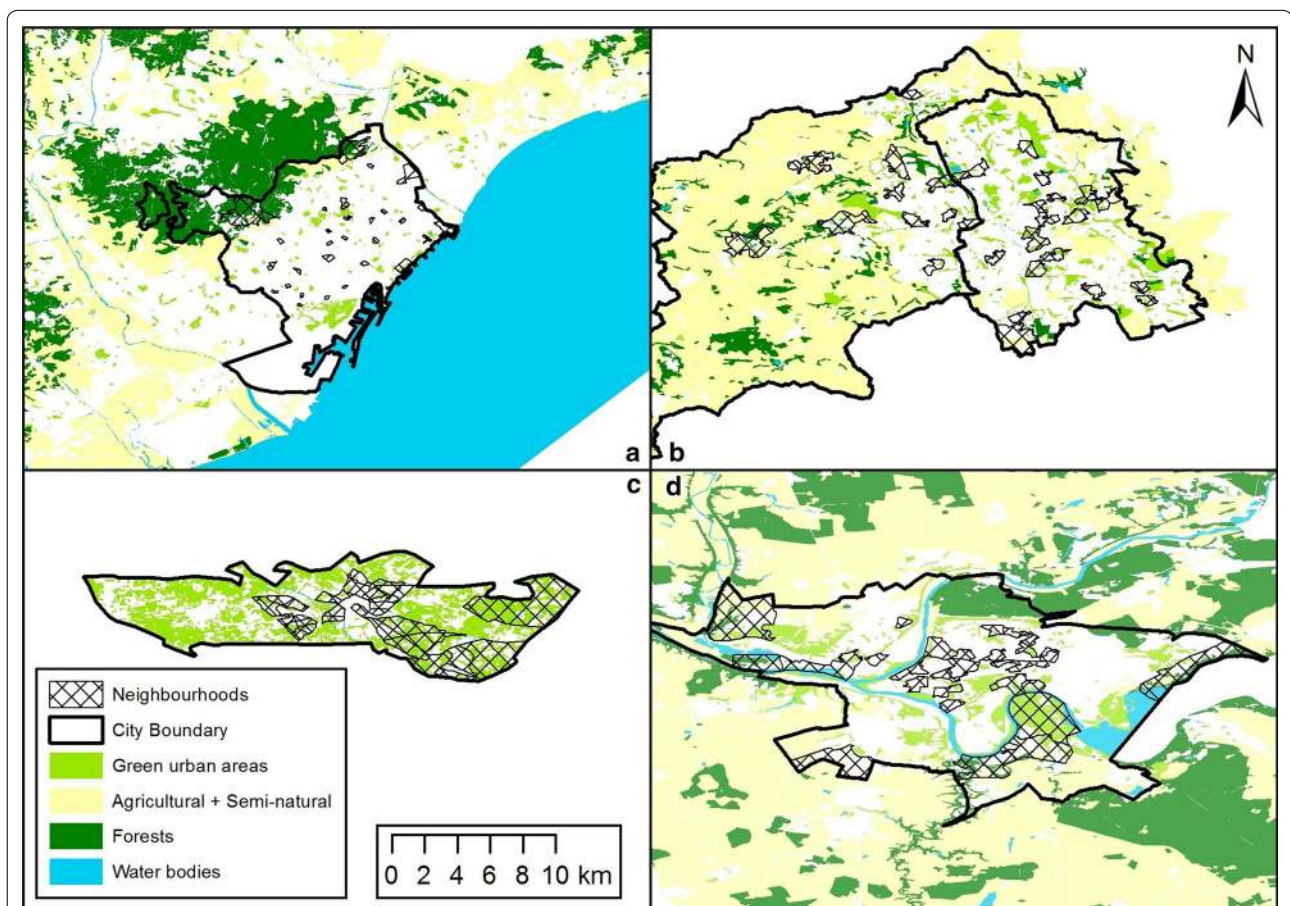 N
a
b
c
d
Neighbourhoods
City Boundary
Green urban areas
Agricultural + Semi-natural
Forests
Water bodies
0 2 4 6 8 10 km